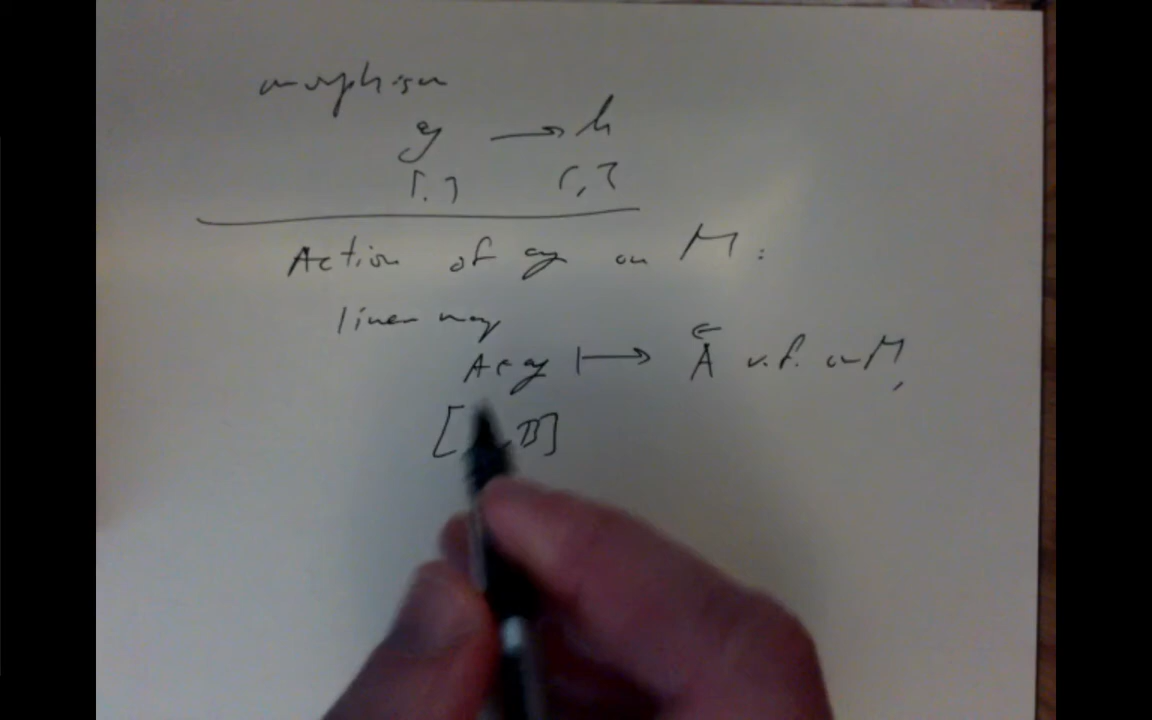 morphism
𝔤 → 𝔥
[,] [,]
Action of 𝔤 on M:
linear map
A ∈ 𝔤 ↦ A⃖ v.f. on M,
[ , B]